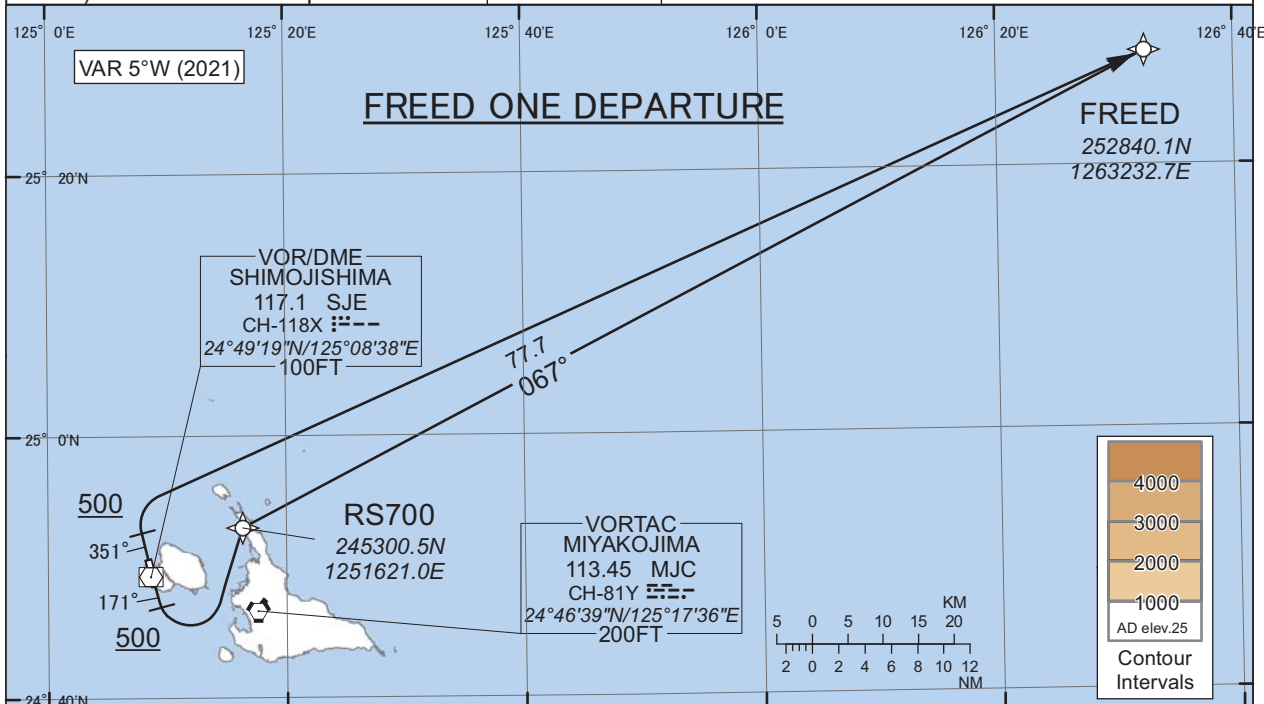 125° 0'E
125° 20'E
125° 40'E
126° 0'E
126° 20'E
126° 40'E
VAR 5°W (2021)
FREED ONE DEPARTURE
FREED
252840.1N
1263232.7E
25° 20'N
VOR/DME
SHIMOJISHIMA
117.1 SJE
CH-118X
24°49'19"N/125°08'38"E
100FT
77.7
067°
25° 0'N
500
351°
171°
500
RS700
245300.5N
1251621.0E
VORTAC
MIYAKOJIMA
113.45 MJC
CH-81Y
24°46'39"N/125°17'36"E
200FT
KM
5 0 5 10 15 20
2 0 2 4 6 8 10 12
NM
4000
3000
2000
1000
AD elev.25
Contour
Intervals
24° 40'N